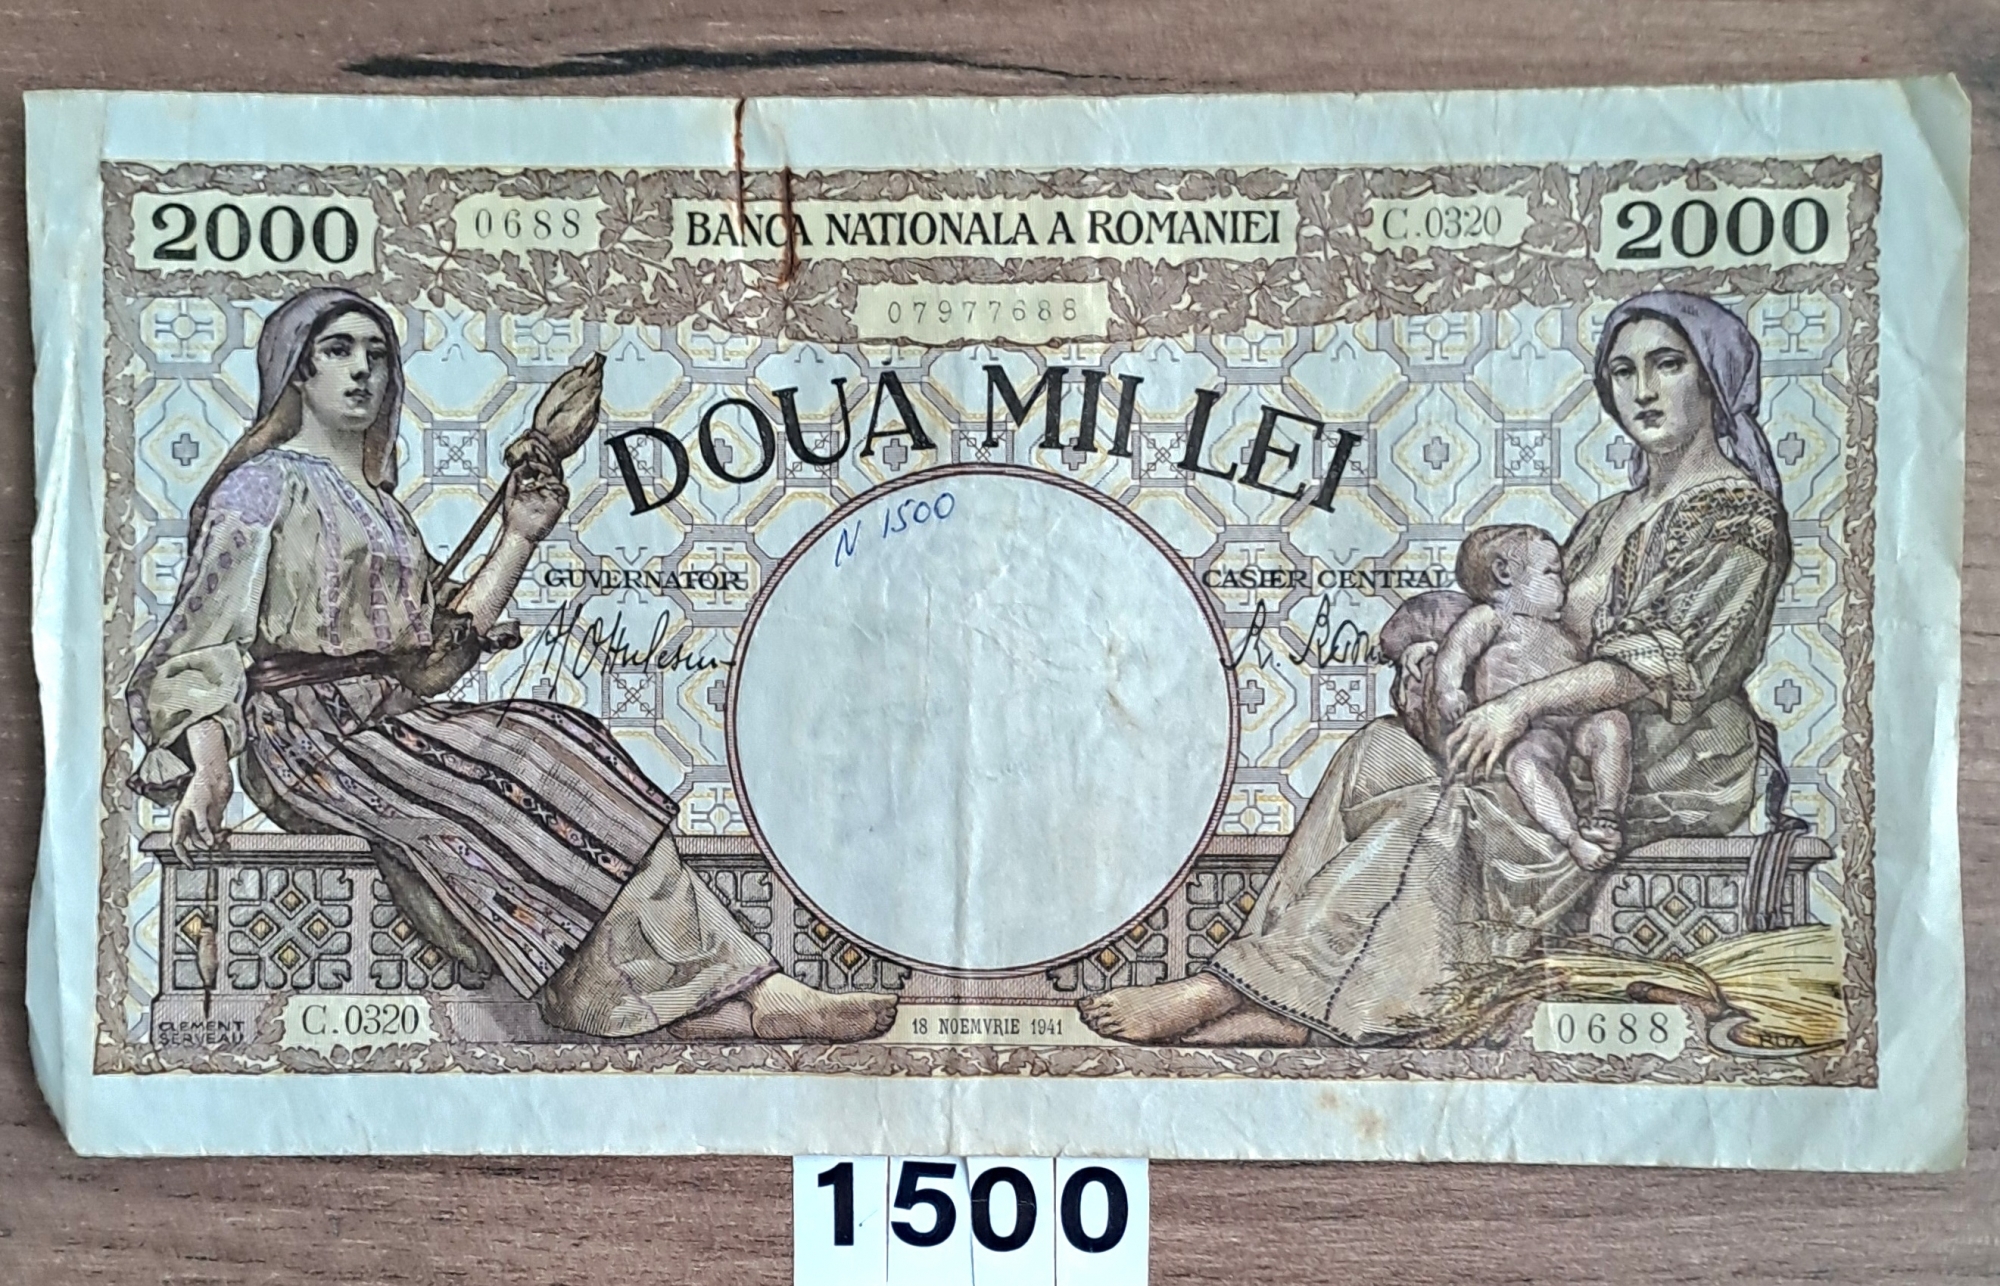 2000 0688 BANCA NATIONALA A ROMANIEI C.0320 2000
07977688
DOUĂ MII LEI
N 1500
GUVERNATOR
CASIER CENTRAL
C.0320
CLEMENT
SERVEAU
18 NOEMVRIE 1941
0688
RITA
1500